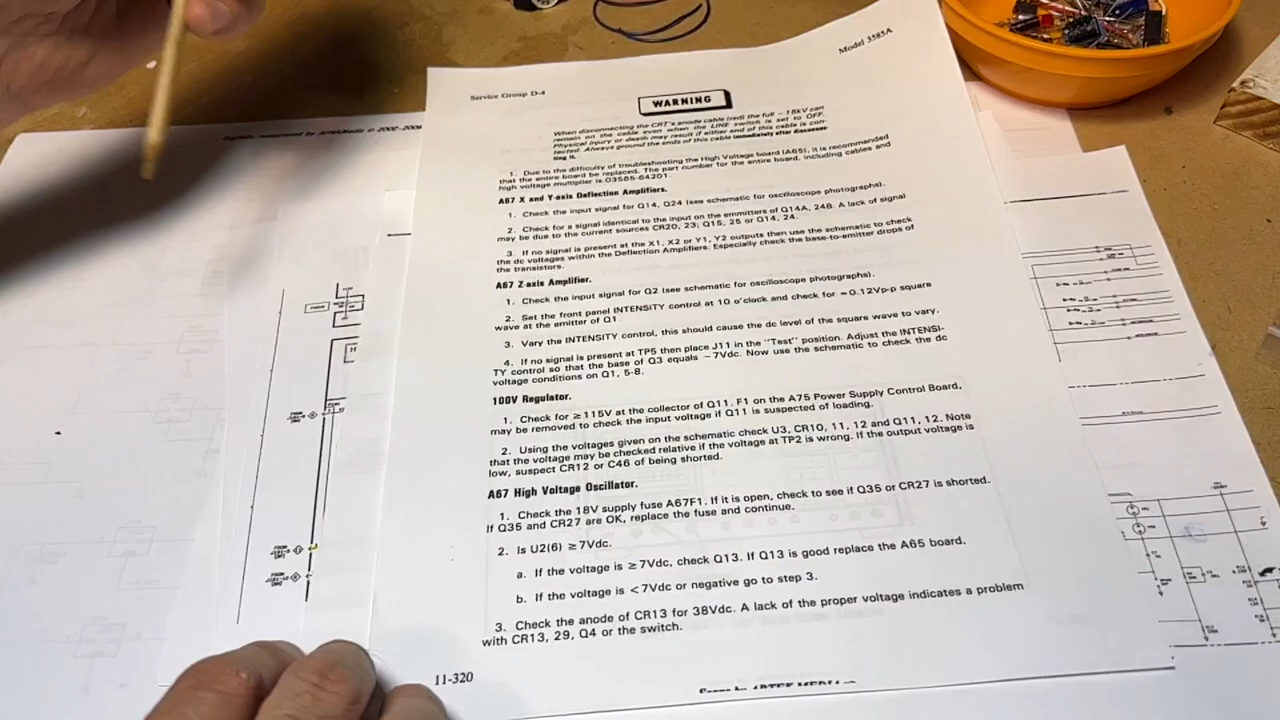 Service Group D-4
Model 3585A
WARNING
When disconnecting the CRT's anode cable (red) the full – 18kV can
remain on the cable even when the LINE switch is set to OFF.
Physical injury or death may result if either end of this cable is con-
tacted. Always ground the ends of this cable immediately after disconnec-
ting it.
1. Due to the difficulty of troubleshooting the High Voltage board (A65), it is recommended
that the entire board be replaced. The part number for the entire board, including cables and
high voltage multiplier is 03585-64201.
A67 X and Y-axis Deflection Amplifiers.
1. Check the input signal for Q14, Q24 (see schematic for oscilloscope photographs).
2. Check for a signal identical to the input on the emmitters of Q14A, 24B. A lack of signal
may be due to the current sources CR20, 23; Q15, 25 or Q14, 24.
3. If no signal is present at the X1, X2 or Y1, Y2 outputs then use the schematic to check
the dc voltages within the Deflection Amplifiers. Especially check the base-to-emitter drops of
the transistors.
A67 Z-axis Amplifier.
1. Check the input signal for Q2 (see schematic for oscilloscope photographs).
2. Set the front panel INTENSITY control at 10 o'clock and check for ≈0.12Vp-p square
wave at the emitter of Q1
3. Vary the INTENSITY control, this should cause the dc level of the square wave to vary.
4. If no signal is present at TP5 then place J11 in the "Test" position. Adjust the INTENSI-
TY control so that the base of Q3 equals –7Vdc. Now use the schematic to check the dc
voltage conditions on Q1, 5-8.
100V Regulator.
1. Check for ≥115V at the collector of Q11. F1 on the A75 Power Supply Control Board,
may be removed to check the input voltage if Q11 is suspected of loading.
2. Using the voltages given on the schematic check U3, CR10, 11, 12 and Q11, 12. Note
that the voltage may be checked relative if the voltage at TP2 is wrong. If the output voltage is
low, suspect CR12 or C46 of being shorted.
A67 High Voltage Oscillator.
1. Check the 18V supply fuse A67F1. If it is open, check to see if Q35 or CR27 is shorted.
If Q35 and CR27 are OK, replace the fuse and continue.
2. Is U2(6) ≥7Vdc.
a. If the voltage is ≥7Vdc, check Q13. If Q13 is good replace the A65 board.
b. If the voltage is <7Vdc or negative go to step 3.
3. Check the anode of CR13 for 38Vdc. A lack of the proper voltage indicates a problem
with CR13, 29, Q4 or the switch.
11-320